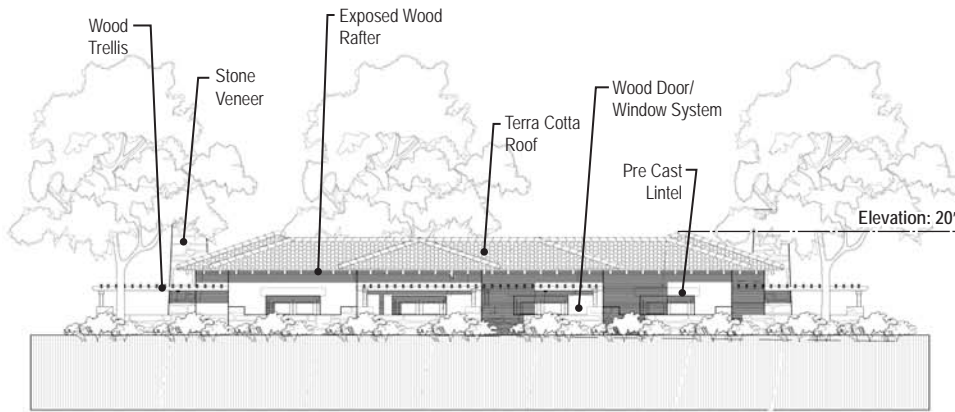 Wood
Trellis
Stone
Veneer
Exposed Wood
Rafter
Terra Cotta
Roof
Wood Door/
Window System
Pre Cast
Lintel
Elevation: 20'